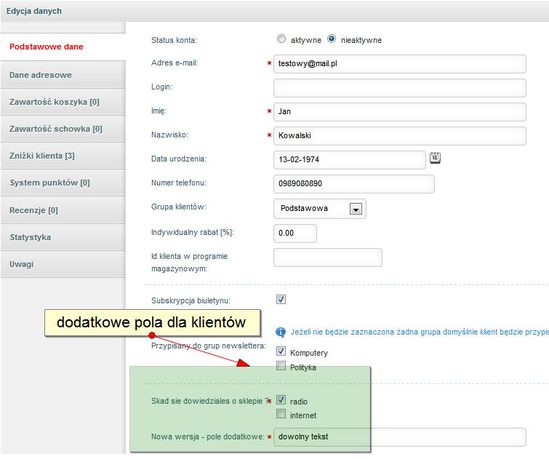 Edycja danych
Podstawowe dane
Dane adresowe
Zawartość koszyka [0]
Zawartość schowka [0]
Zniżki klienta [3]
System punktów [0]
Recenzje [0]
Statystyka
Uwagi
Status konta: aktywne nieaktywne
Adres e-mail: * testowy@mail.pl
Login:
Imię: * Jan
Nazwisko: * Kowalski
Data urodzenia: 13-02-1974
Numer telefonu: 0989080890
Grupa klientów: Podstawowa
Indywidualny rabat [%]: 0.00
Id klienta w programie
magazynowym:
Subskrypcja biuletynu:
dodatkowe pola dla klientów
Jeżeli nie będzie zaznaczona żadna grupa domyślnie klient będzie przypis
Przypisany do grup newslettera: Komputery
Polityka
Skad sie dowiedziales o sklepie ? * radio
internet
Nowa wersja - pole dodatkowe: * dowolny tekst